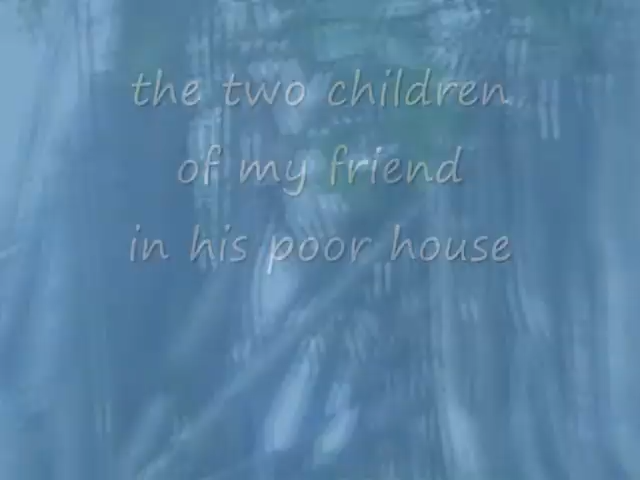 the two children
of my friend
in his poor house